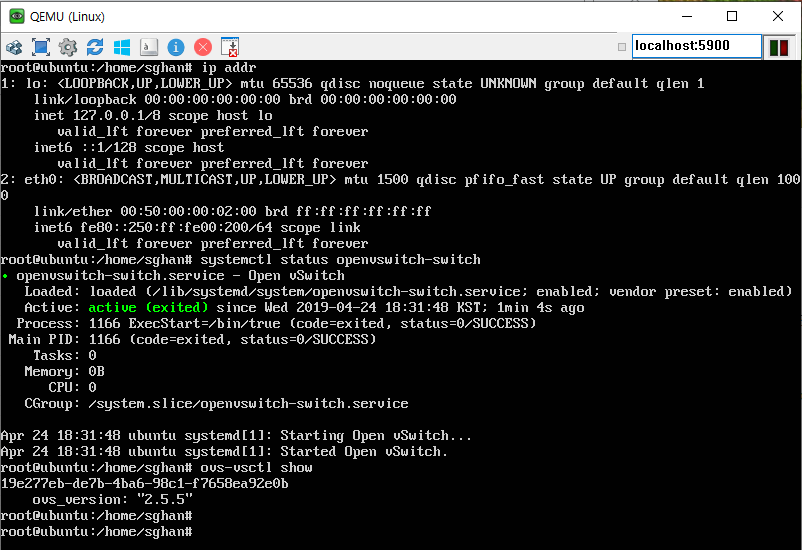 QEMU (Linux)
localhost:5900
root@ubuntu:/home/sghan# ip addr
1: lo: <LOOPBACK,UP,LOWER_UP> mtu 65536 qdisc noqueue state UNKNOWN group default qlen 1
    link/loopback 00:00:00:00:00:00 brd 00:00:00:00:00:00
    inet 127.0.0.1/8 scope host lo
       valid_lft forever preferred_lft forever
    inet6 ::1/128 scope host
       valid_lft forever preferred_lft forever
2: eth0: <BROADCAST,MULTICAST,UP,LOWER_UP> mtu 1500 qdisc pfifo_fast state UP group default qlen 100
0
    link/ether 00:50:00:00:02:00 brd ff:ff:ff:ff:ff:ff
    inet6 fe80::250:ff:fe00:200/64 scope link
       valid_lft forever preferred_lft forever
root@ubuntu:/home/sghan# systemctl status openvswitch-switch
• openvswitch-switch.service - Open vSwitch
   Loaded: loaded (/lib/systemd/system/openvswitch-switch.service; enabled; vendor preset: enabled)
   Active: active (exited) since Wed 2019-04-24 18:31:48 KST; 1min 4s ago
  Process: 1166 ExecStart=/bin/true (code=exited, status=0/SUCCESS)
 Main PID: 1166 (code=exited, status=0/SUCCESS)
    Tasks: 0
   Memory: 0B
      CPU: 0
   CGroup: /system.slice/openvswitch-switch.service

Apr 24 18:31:48 ubuntu systemd[1]: Starting Open vSwitch...
Apr 24 18:31:48 ubuntu systemd[1]: Started Open vSwitch.
root@ubuntu:/home/sghan# ovs-vsctl show
19e277eb-de7b-4ba6-98c1-f7658ea92e0b
    ovs_version: "2.5.5"
root@ubuntu:/home/sghan#
root@ubuntu:/home/sghan#